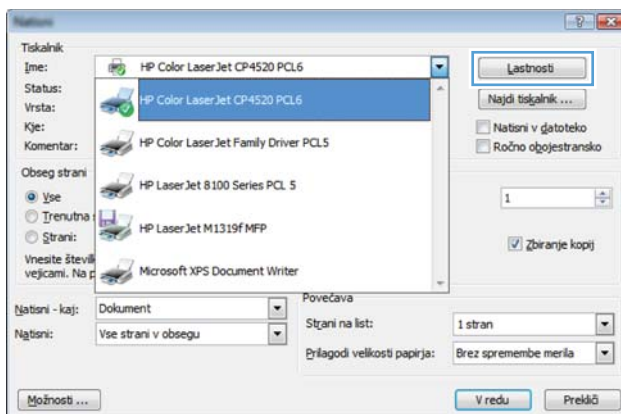 Natisni
Tiskalnik
Ime:
HP Color LaserJet CP4520 PCL6
Lastnosti
Status:
HP Color LaserJet CP4520 PCL6
Najdi tiskalnik ...
Vrsta:
Kje:
HP Color LaserJet Family Driver PCL5
Natisni v datoteko
Komentar:
Ročno obojestransko
Obseg strani
HP LaserJet 8100 Series PCL 5
Vse
1
Trenutna
HP LaserJet M1319f MFP
Strani:
Zbiranje kopij
Vnesite števil
vejicami. Na p
Microsoft XPS Document Writer
Povečava
Natisni - kaj:
Dokument
Strani na list:
1 stran
Natisni:
Vse strani v obsegu
Prilagodi velikosti papirja:
Brez spremembe merila
Možnosti ...
V redu
Prekliči